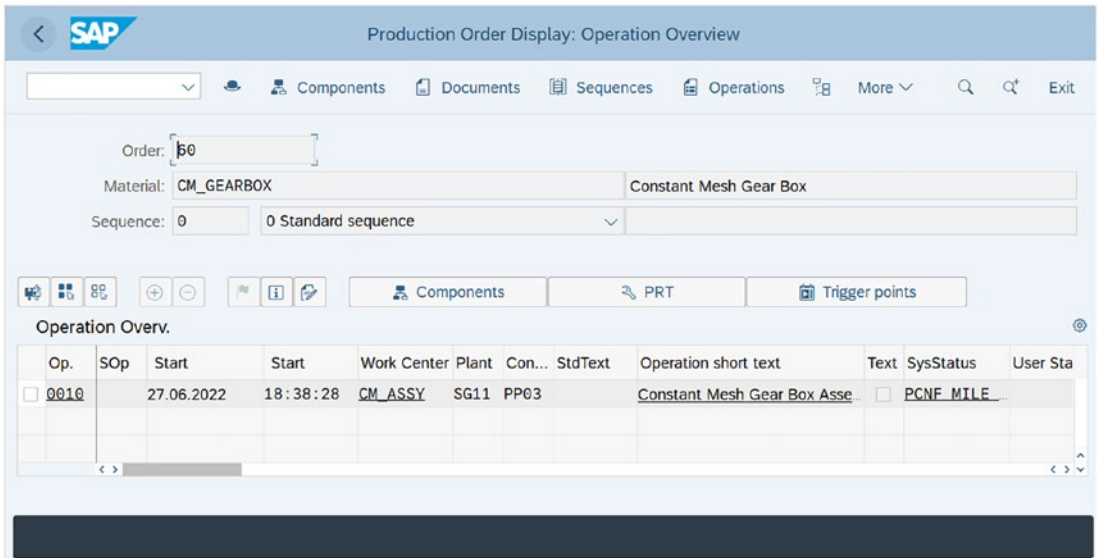 SAP Production Order Display: Operation Overview
Components Documents Sequences Operations More Exit
Order: 60
Material: CM_GEARBOX Constant Mesh Gear Box
Sequence: 0 0 Standard sequence
Components PRT Trigger points
Operation Overv.
Op. SOp Start Start Work Center Plant Con... StdText Operation short text Text SysStatus User Sta
0010 27.06.2022 18:38:28 CM_ASSY SG11 PP03 Constant Mesh Gear Box Asse... PCNF MILE ...